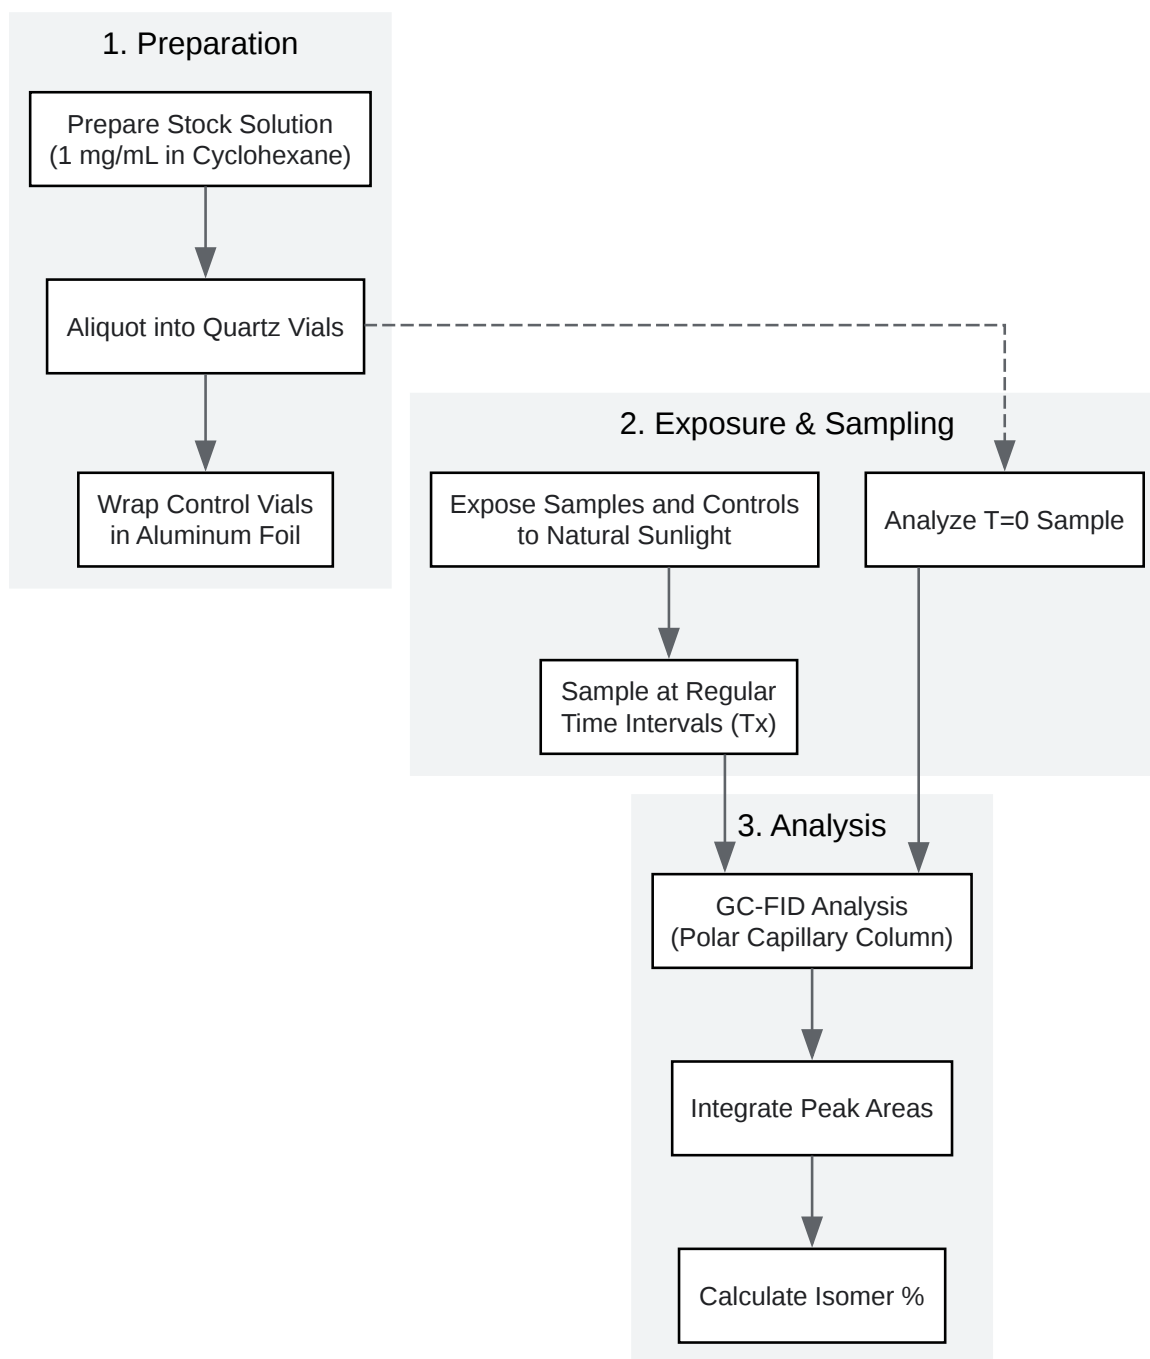 1. Preparation
Prepare Stock Solution
(1 mg/mL in Cyclohexane)
Aliquot into Quartz Vials
Wrap Control Vials
in Aluminum Foil
2. Exposure & Sampling
Expose Samples and Controls
to Natural Sunlight
Analyze T=0 Sample
Sample at Regular
Time Intervals (Tx)
3. Analysis
GC-FID Analysis
(Polar Capillary Column)
Integrate Peak Areas
Calculate Isomer %